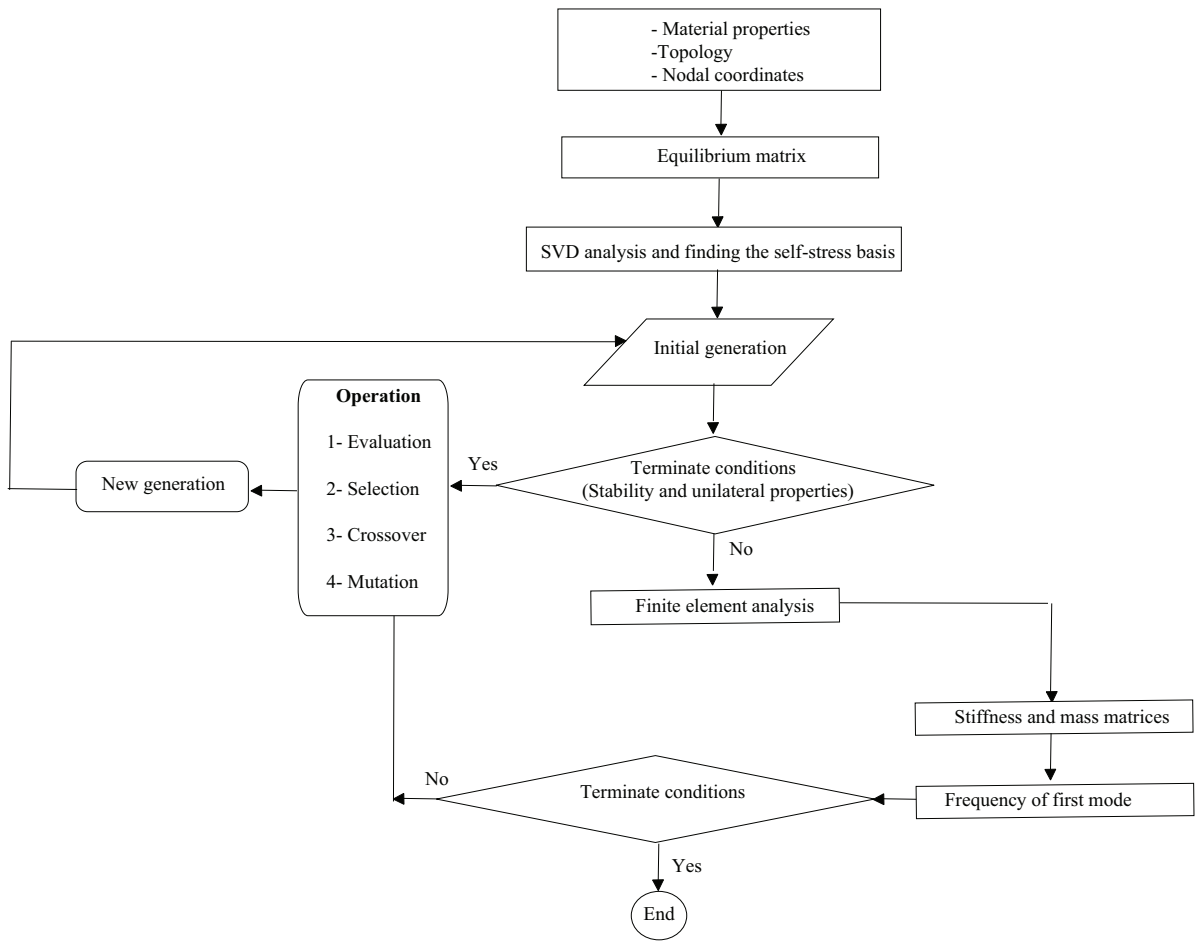 - Material properties
-Topology
- Nodal coordinates
Equilibrium matrix
SVD analysis and finding the self-stress basis
Initial generation
Operation
1- Evaluation
2- Selection
3- Crossover
4- Mutation
New generation
Yes
Terminate conditions
(Stability and unilateral properties)
No
Finite element analysis
Stiffness and mass matrices
Frequency of first mode
Terminate conditions
No
Yes
End